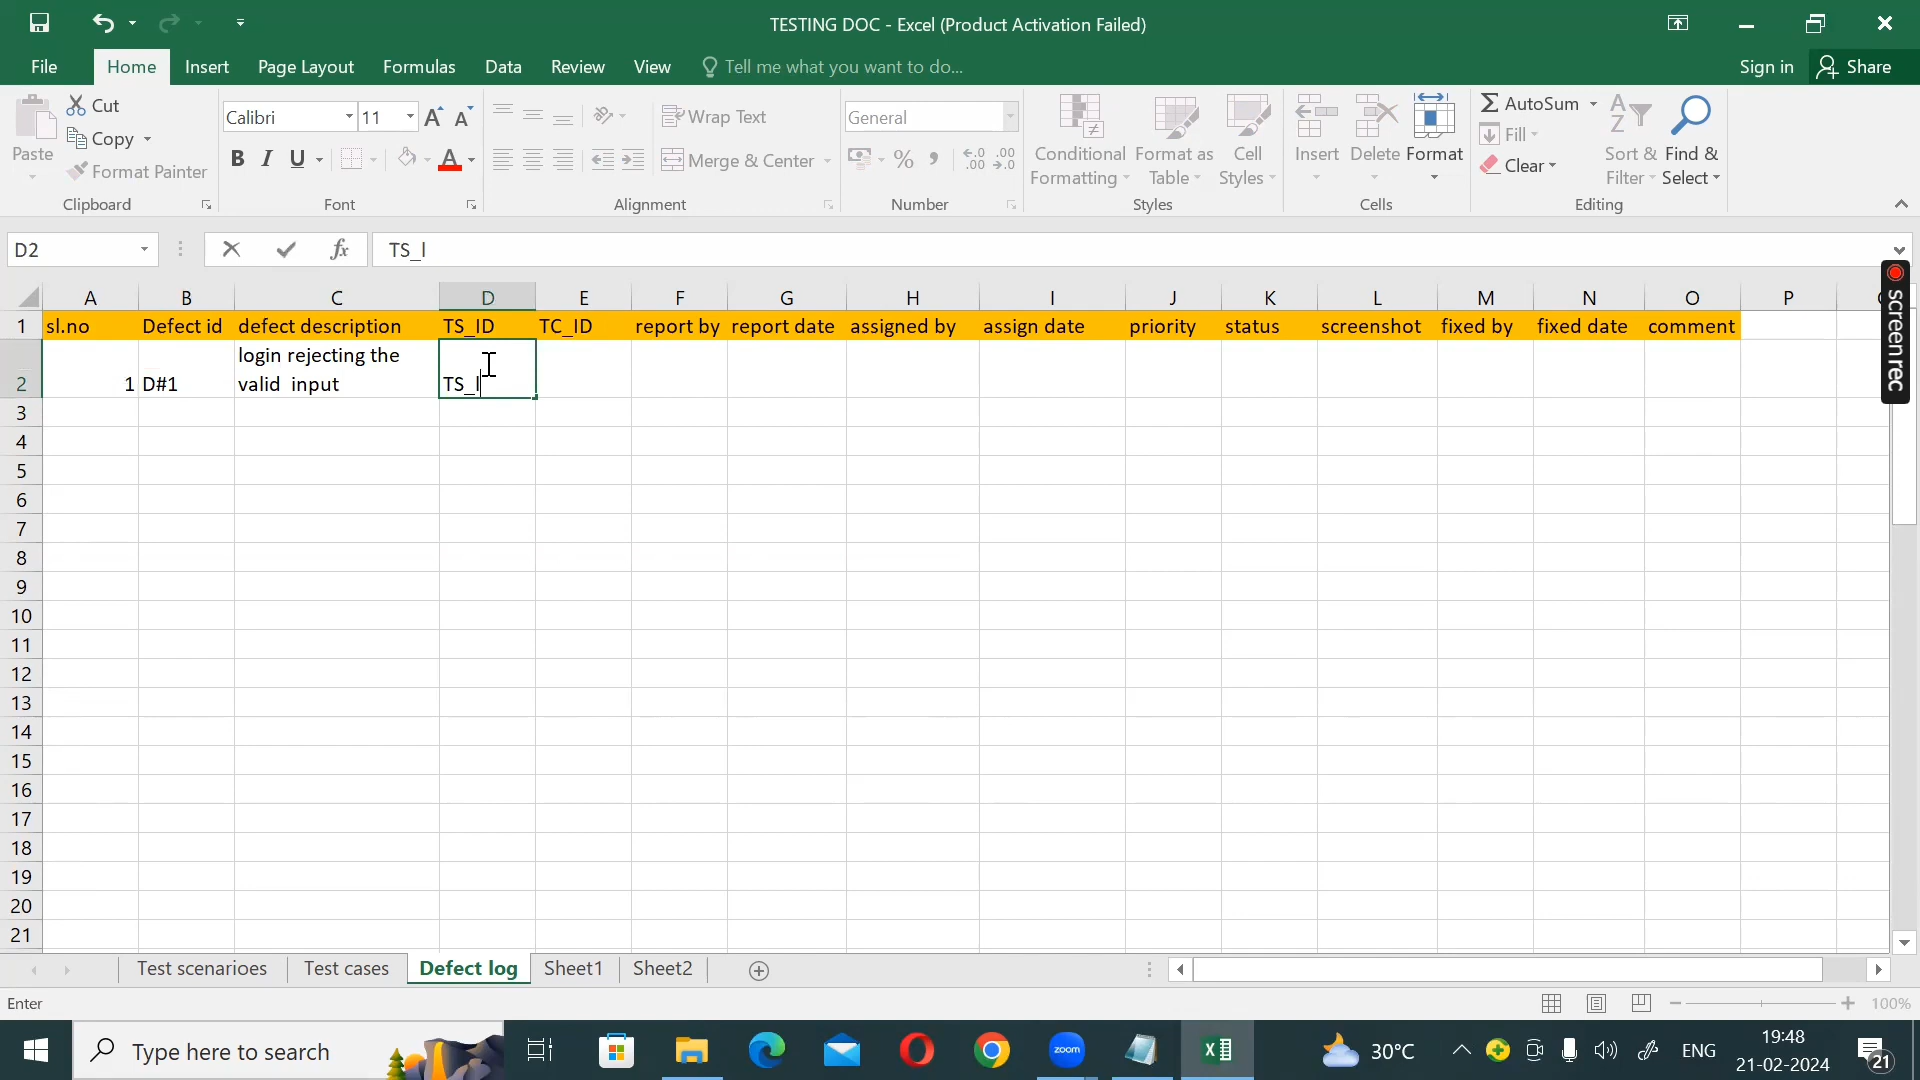 TESTING DOC - Excel (Product Activation Failed)
File Home Insert Page Layout Formulas Data Review View Tell me what you want to do... Sign in Share
Paste
Cut
Copy
Format Painter
Clipboard
Calibri 11
B I U
Font
Wrap Text
Merge & Center
Alignment
General
% , .00 .00
Number
Conditional Formatting
Format as Table
Cell Styles
Styles
Insert Delete Format
Cells
AutoSum
Fill
Clear
Sort & Filter
Find & Select
Editing
D2 fx TS_l
A B C D E F G H I J K L M N O P
1 sl.no Defect id defect description TS_ID TC_ID report by report date assigned by assign date priority status screenshot fixed by fixed date comment
2 1 D#1 login rejecting the valid input TS_l
3
4
5
6
7
8
9
10
11
12
13
14
15
16
17
18
19
20
21
screenrec
Test scenarioes Test cases Defect log Sheet1 Sheet2
Enter 100%
Type here to search zoom 30°C ENG 19:48
21-02-2024 21